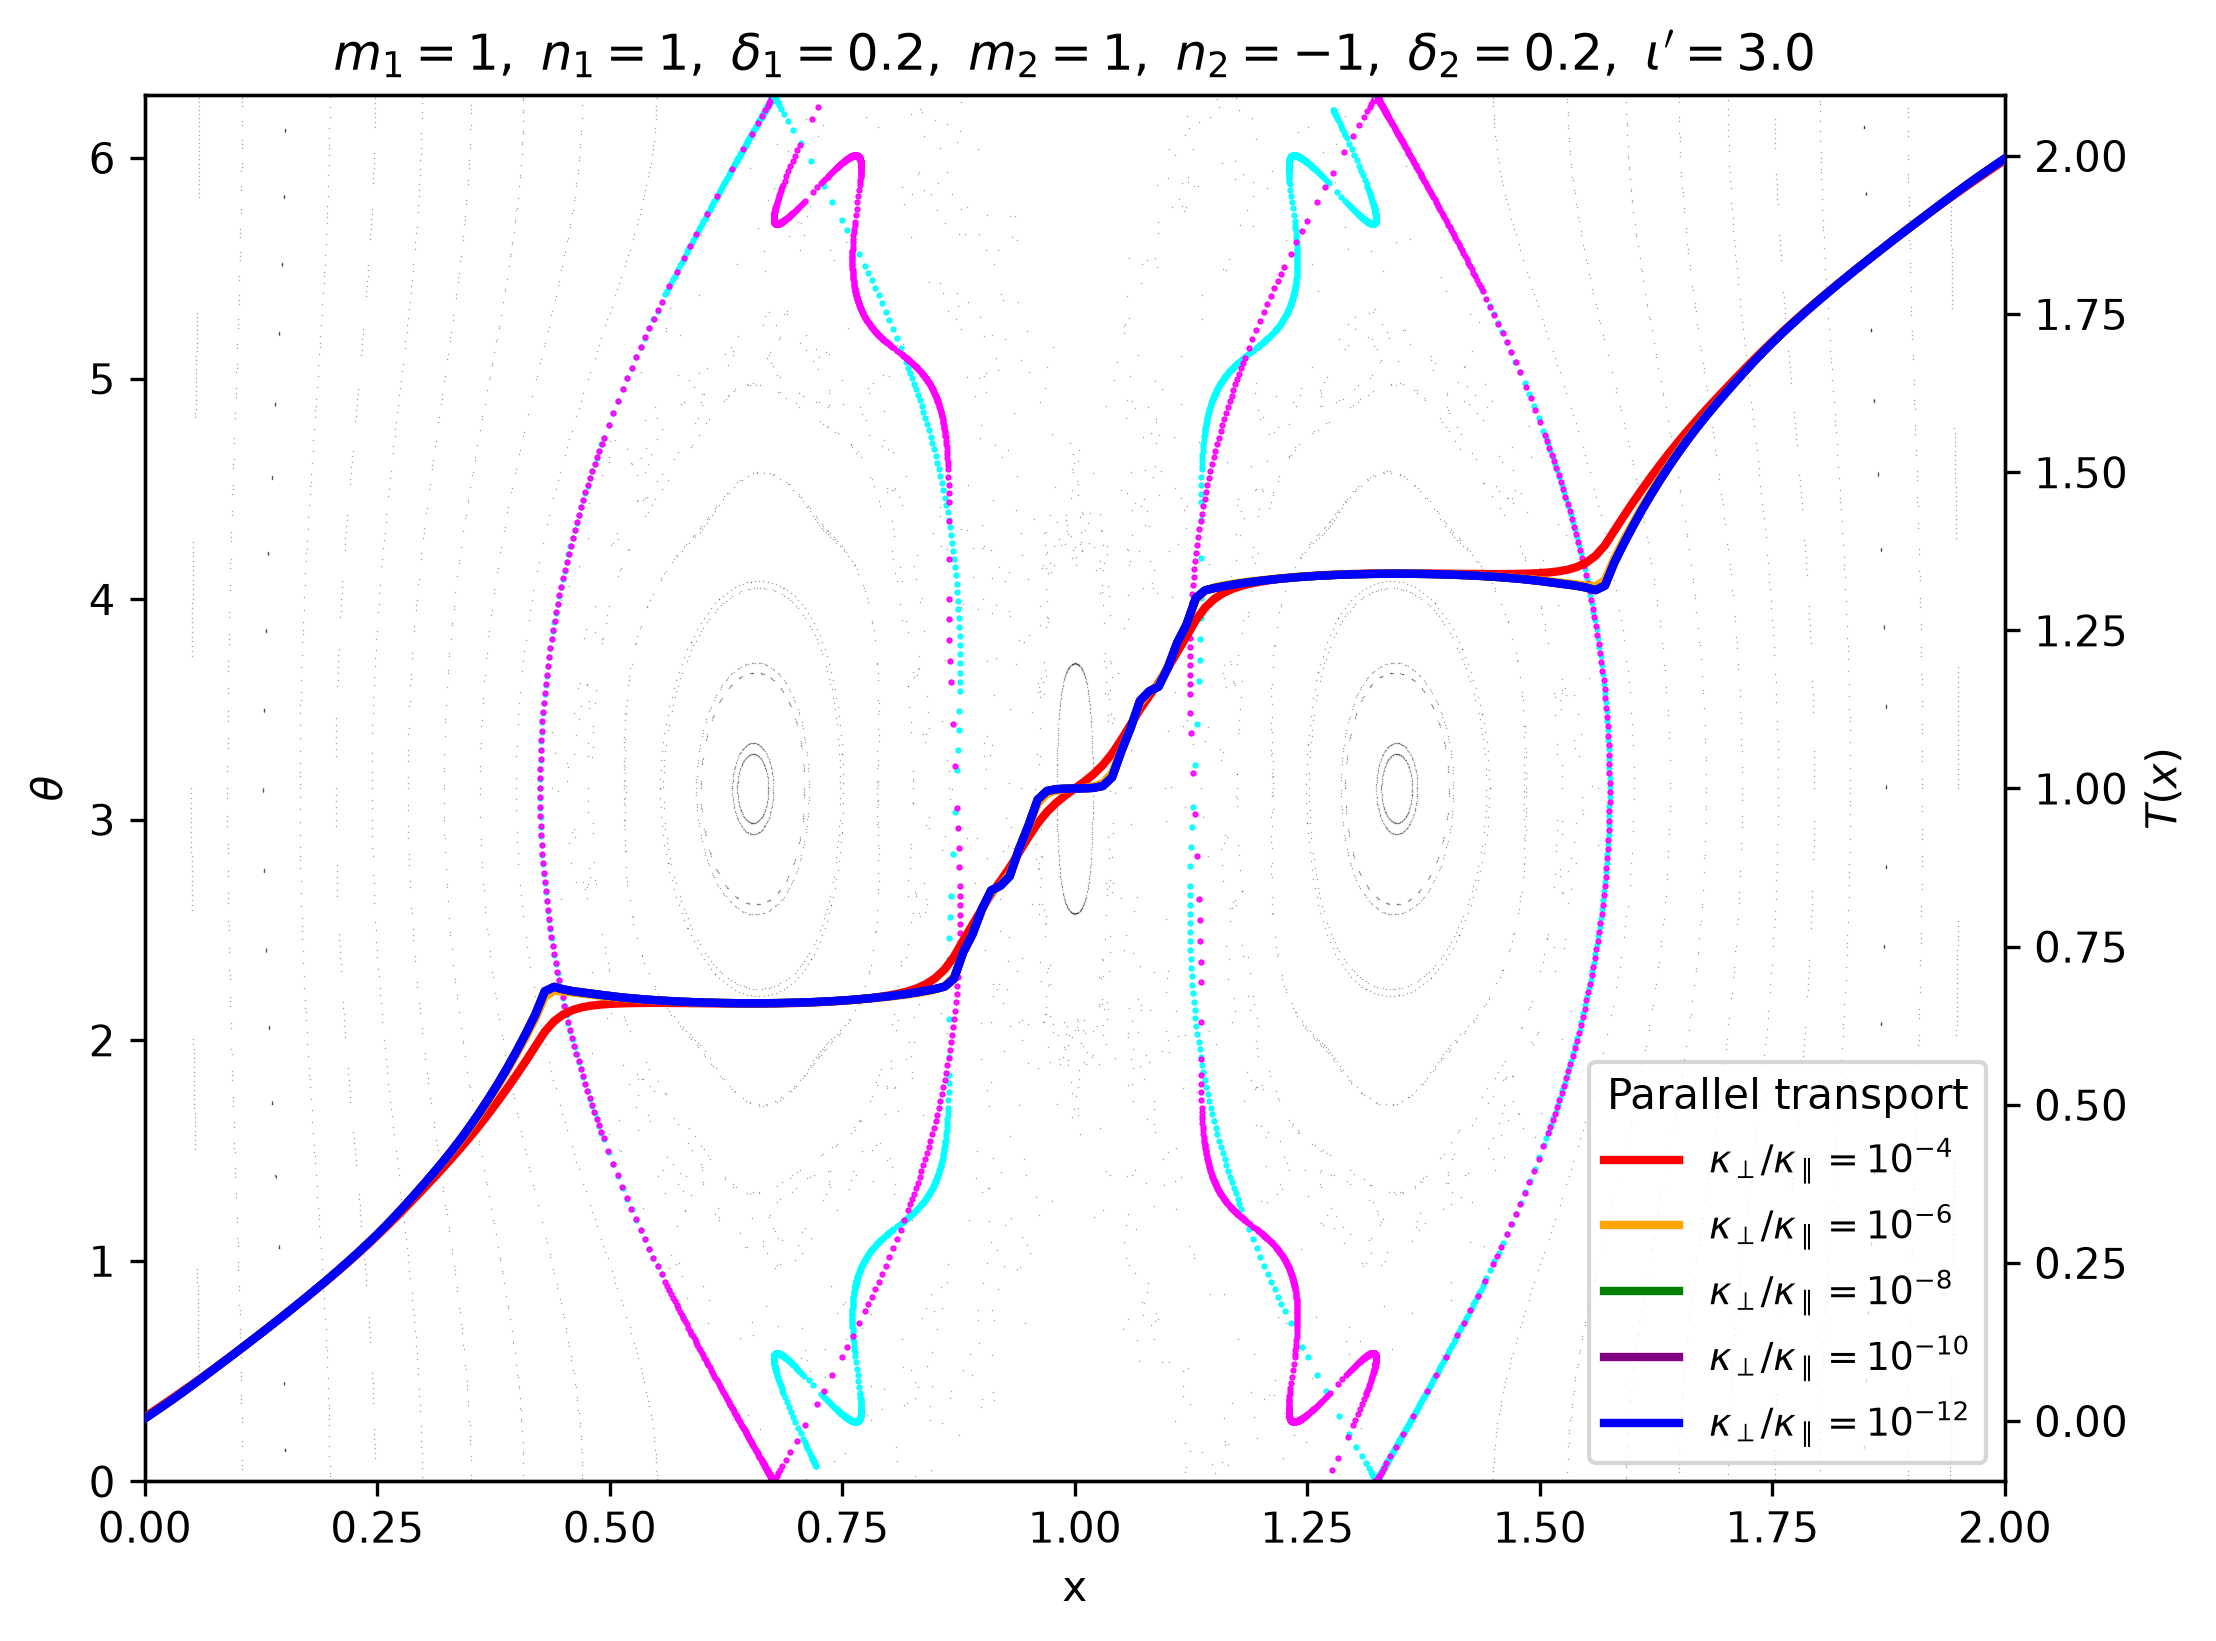 m₁ = 1, n₁ = 1, δ₁ = 0.2, m₂ = 1, n₂ = −1, δ₂ = 0.2, ι′ = 3.0
6
5
4
3
2
1
0
θ
2.00
1.75
1.50
1.25
1.00
0.75
0.50
0.25
0.00
T(x)
Parallel transport
κ⊥/κ∥ = 10⁻⁴
κ⊥/κ∥ = 10⁻⁶
κ⊥/κ∥ = 10⁻⁸
κ⊥/κ∥ = 10⁻¹⁰
κ⊥/κ∥ = 10⁻¹²
0.00 0.25 0.50 0.75 1.00 1.25 1.50 1.75 2.00
x